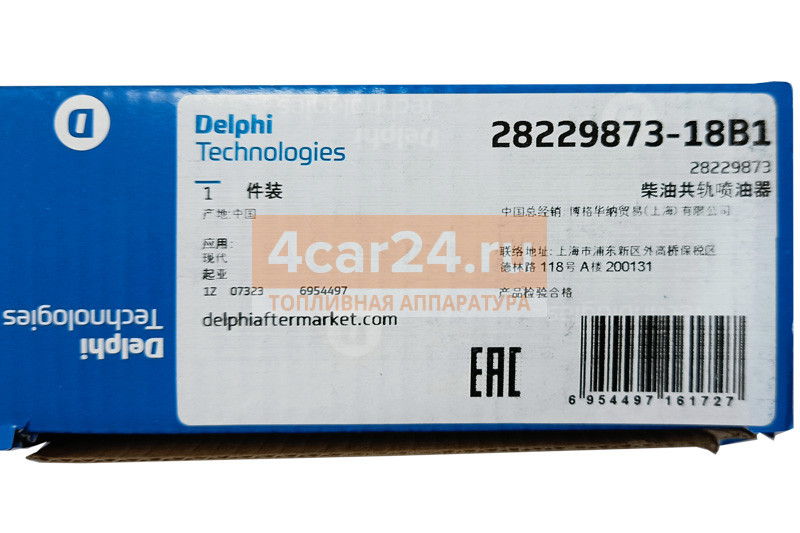 D
Delphi
Technologies
28229873-18B1
28229873
1 件装
柴油共轨喷油器
产地:中国
中国总经销: 博格华纳贸易(上海)有限公司
应用:
现代
起亚
联络地址: 上海市浦东新区外高桥保税区
德林路 118号 A楼 200131
4car24.ru
1Z 07323 6954497
产品检验合格
ТОПЛИВНАЯ АППАРАТУРА
delphiaftermarket.com
EAC
6 954497 161727
Delphi
Technologies